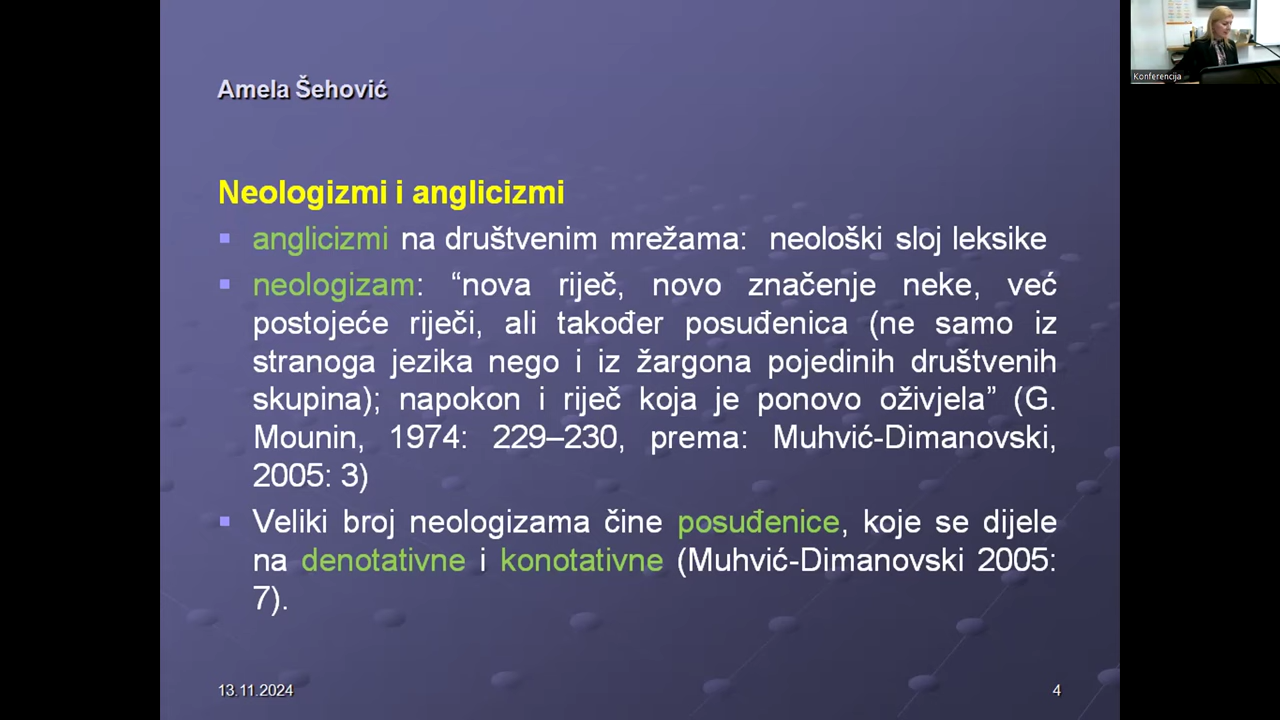 Amela Šehović
Neologizmi i anglicizmi
anglicizmi na društvenim mrežama: neološki sloj leksike
neologizam: “nova riječ, novo značenje neke, već
postojeće riječi, ali također posuđenica (ne samo iz
stranoga jezika nego i iz žargona pojedinih društvenih
skupina); napokon i riječ koja je ponovo oživjela” (G.
Mounin, 1974: 229–230, prema: Muhvić-Dimanovski,
2005: 3)
Veliki broj neologizama čine posuđenice, koje se dijele
na denotativne i konotativne (Muhvić-Dimanovski 2005:
7).
13.11.2024
4
Konferencija